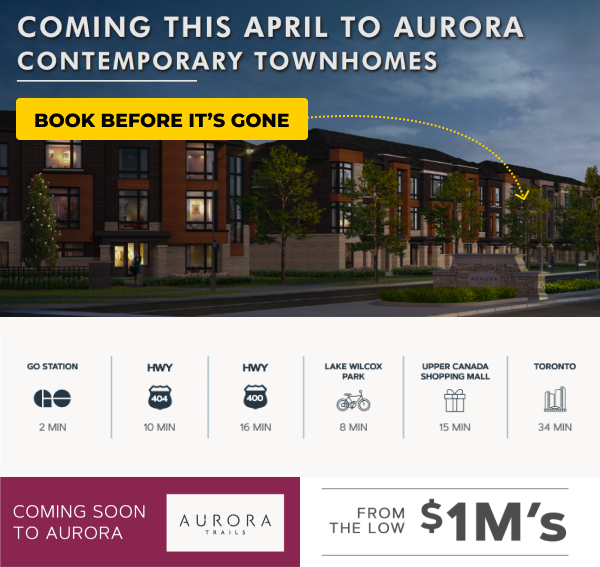 COMING THIS APRIL TO AURORA
CONTEMPORARY TOWNHOMES
BOOK BEFORE IT'S GONE
AURORA
GO STATION
GO
2 MIN
HWY
404
10 MIN
HWY
400
16 MIN
LAKE WILCOX
PARK
8 MIN
UPPER CANADA
SHOPPING MALL
15 MIN
TORONTO
34 MIN
COMING SOON
TO AURORA
AURORA
TRAILS
FROM
THE LOW
$1M's